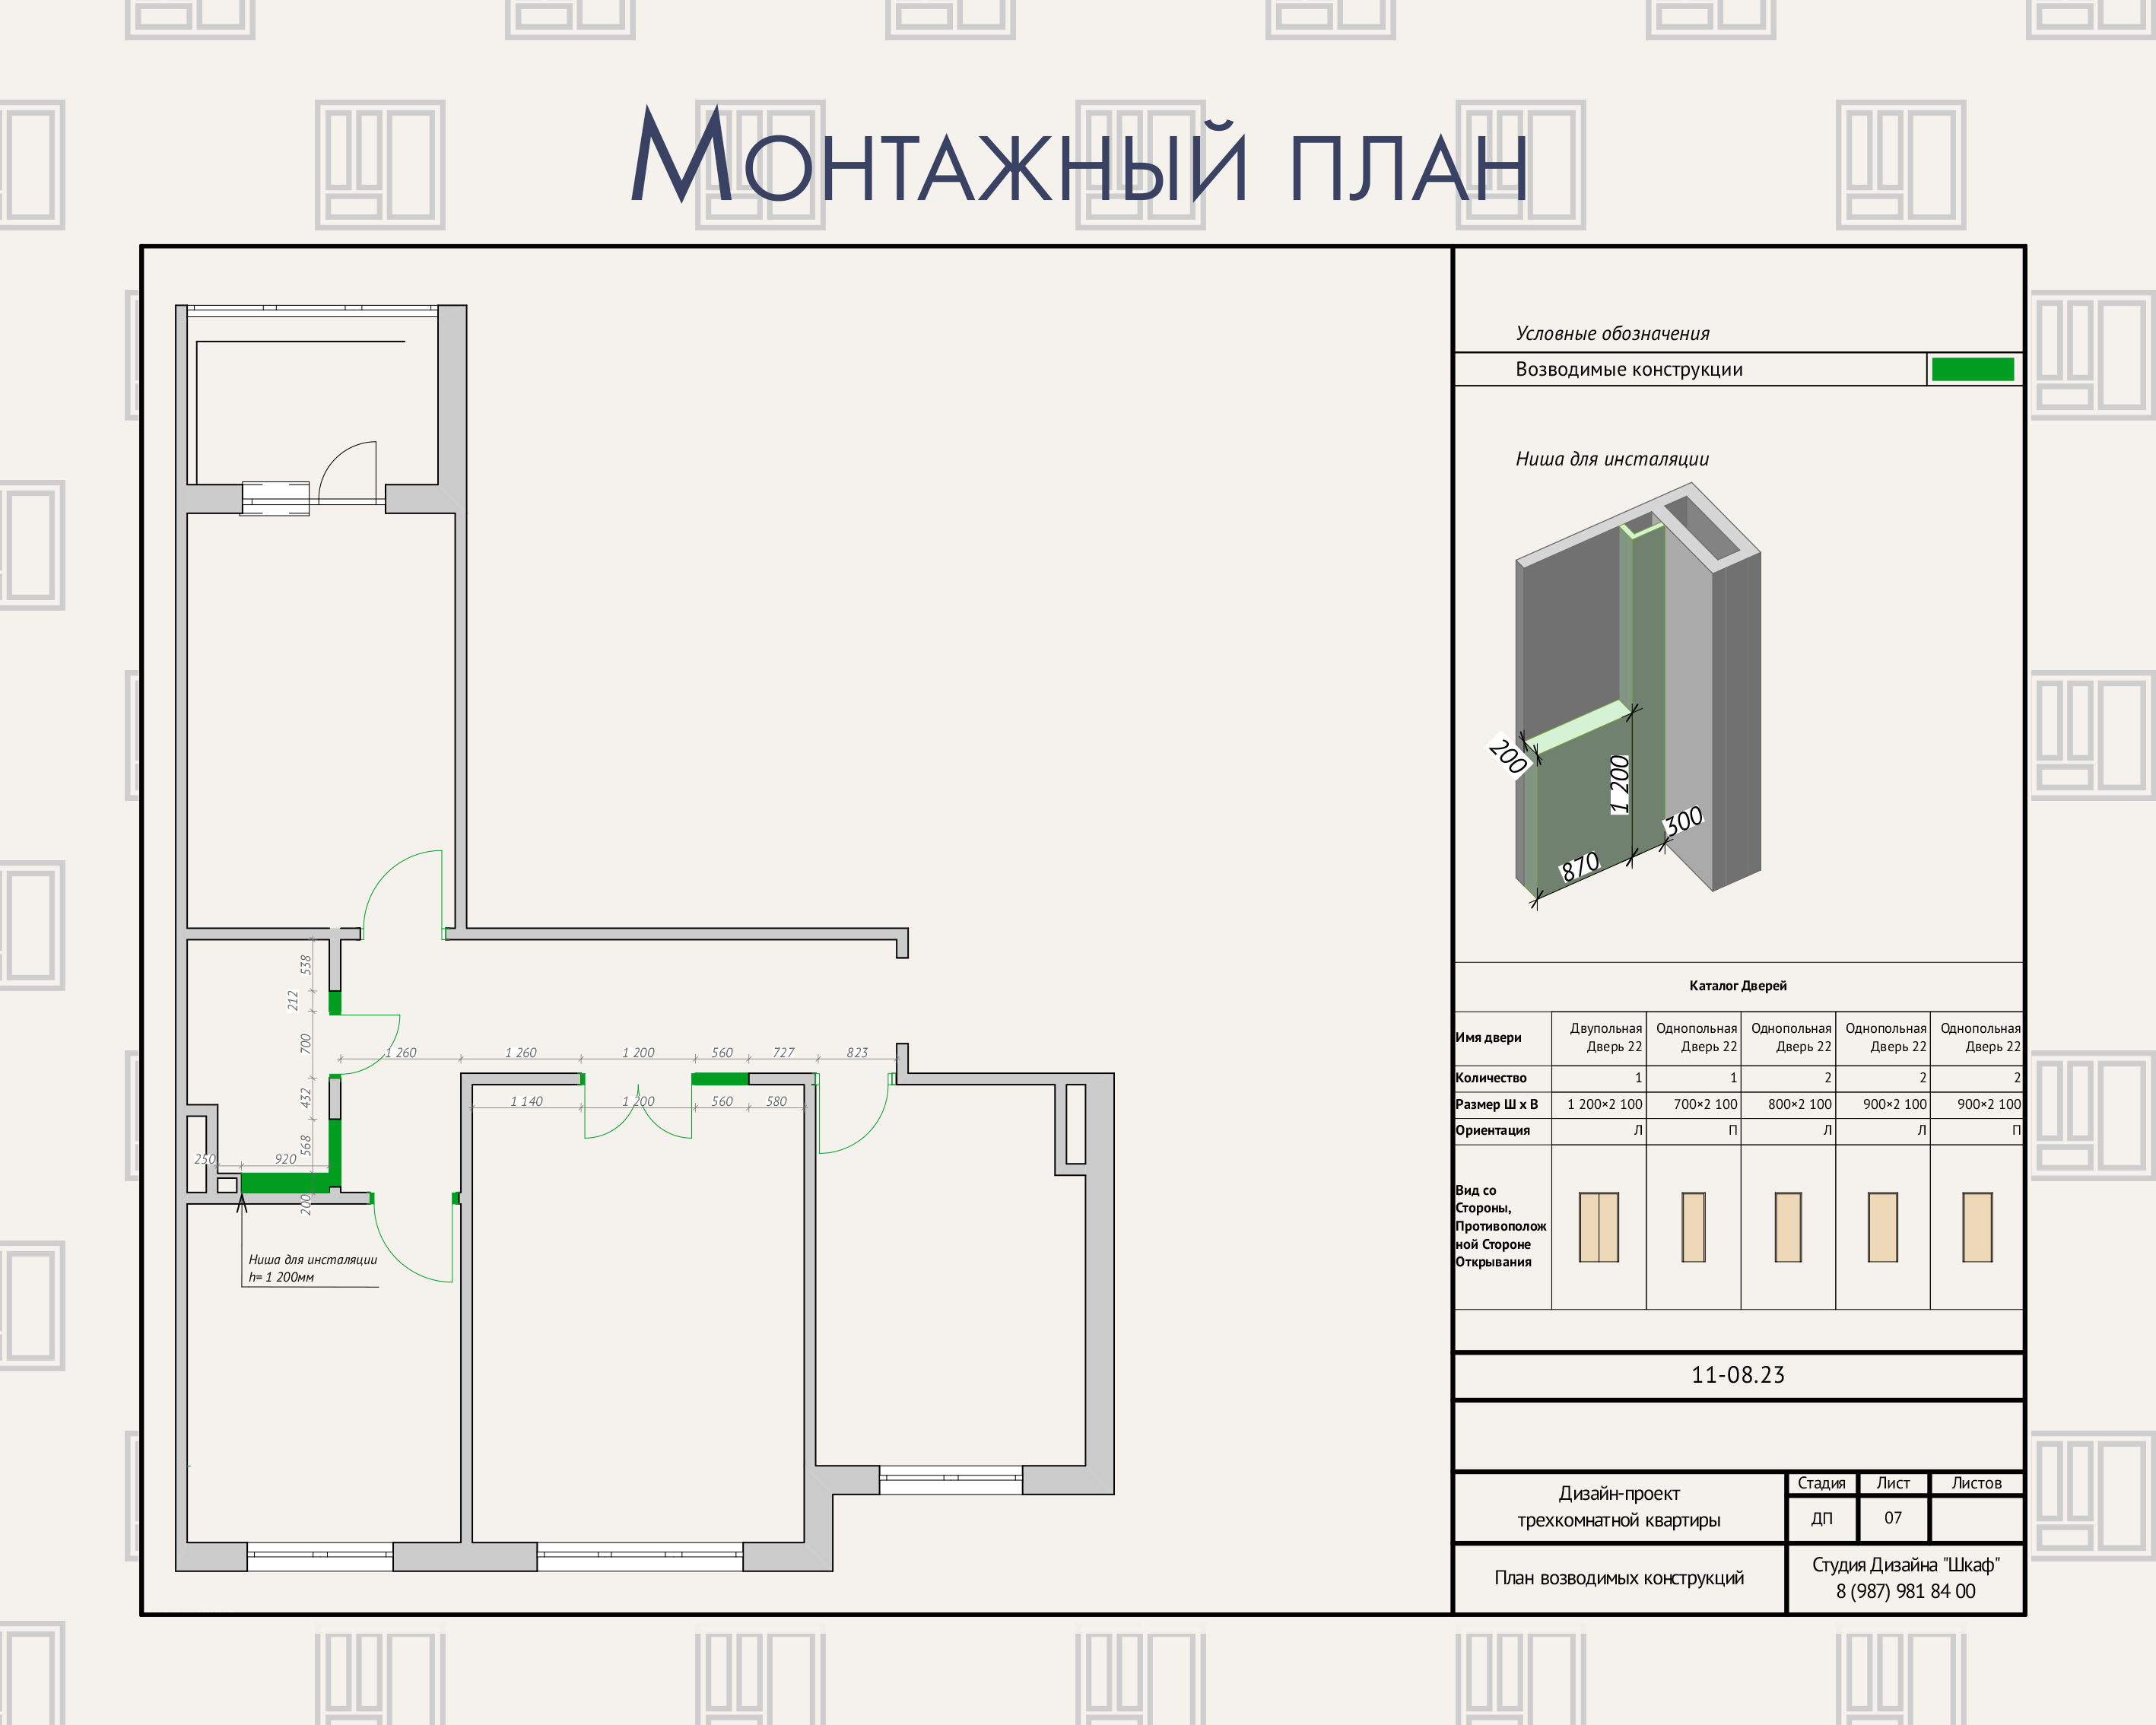 Монтажный план
538
212
700
432
568
200
1 260
1 260
1 200
560
727
823
1 140
1 200
560
580
250
920
Ниша для инсталяции
h= 1 200мм
Условные обозначения
Возводимые конструкции
Ниша для инсталяции
200
1 200
300
870
Каталог Дверей
Имя двери
Двупольная Дверь 22
Однопольная Дверь 22
Однопольная Дверь 22
Однопольная Дверь 22
Однопольная Дверь 22
Количество 1 1 2 2 2
Размер Ш х В 1 200×2 100 700×2 100 800×2 100 900×2 100 900×2 100
Ориентация Л П Л Л П
Вид со
Стороны,
Противополож
ной Стороне
Открывания
11-08.23
Дизайн-проект
трехкомнатной квартиры
Стадия Лист Листов
ДП 07
План возводимых конструкций
Студия Дизайна "Шкаф"
8 (987) 981 84 00